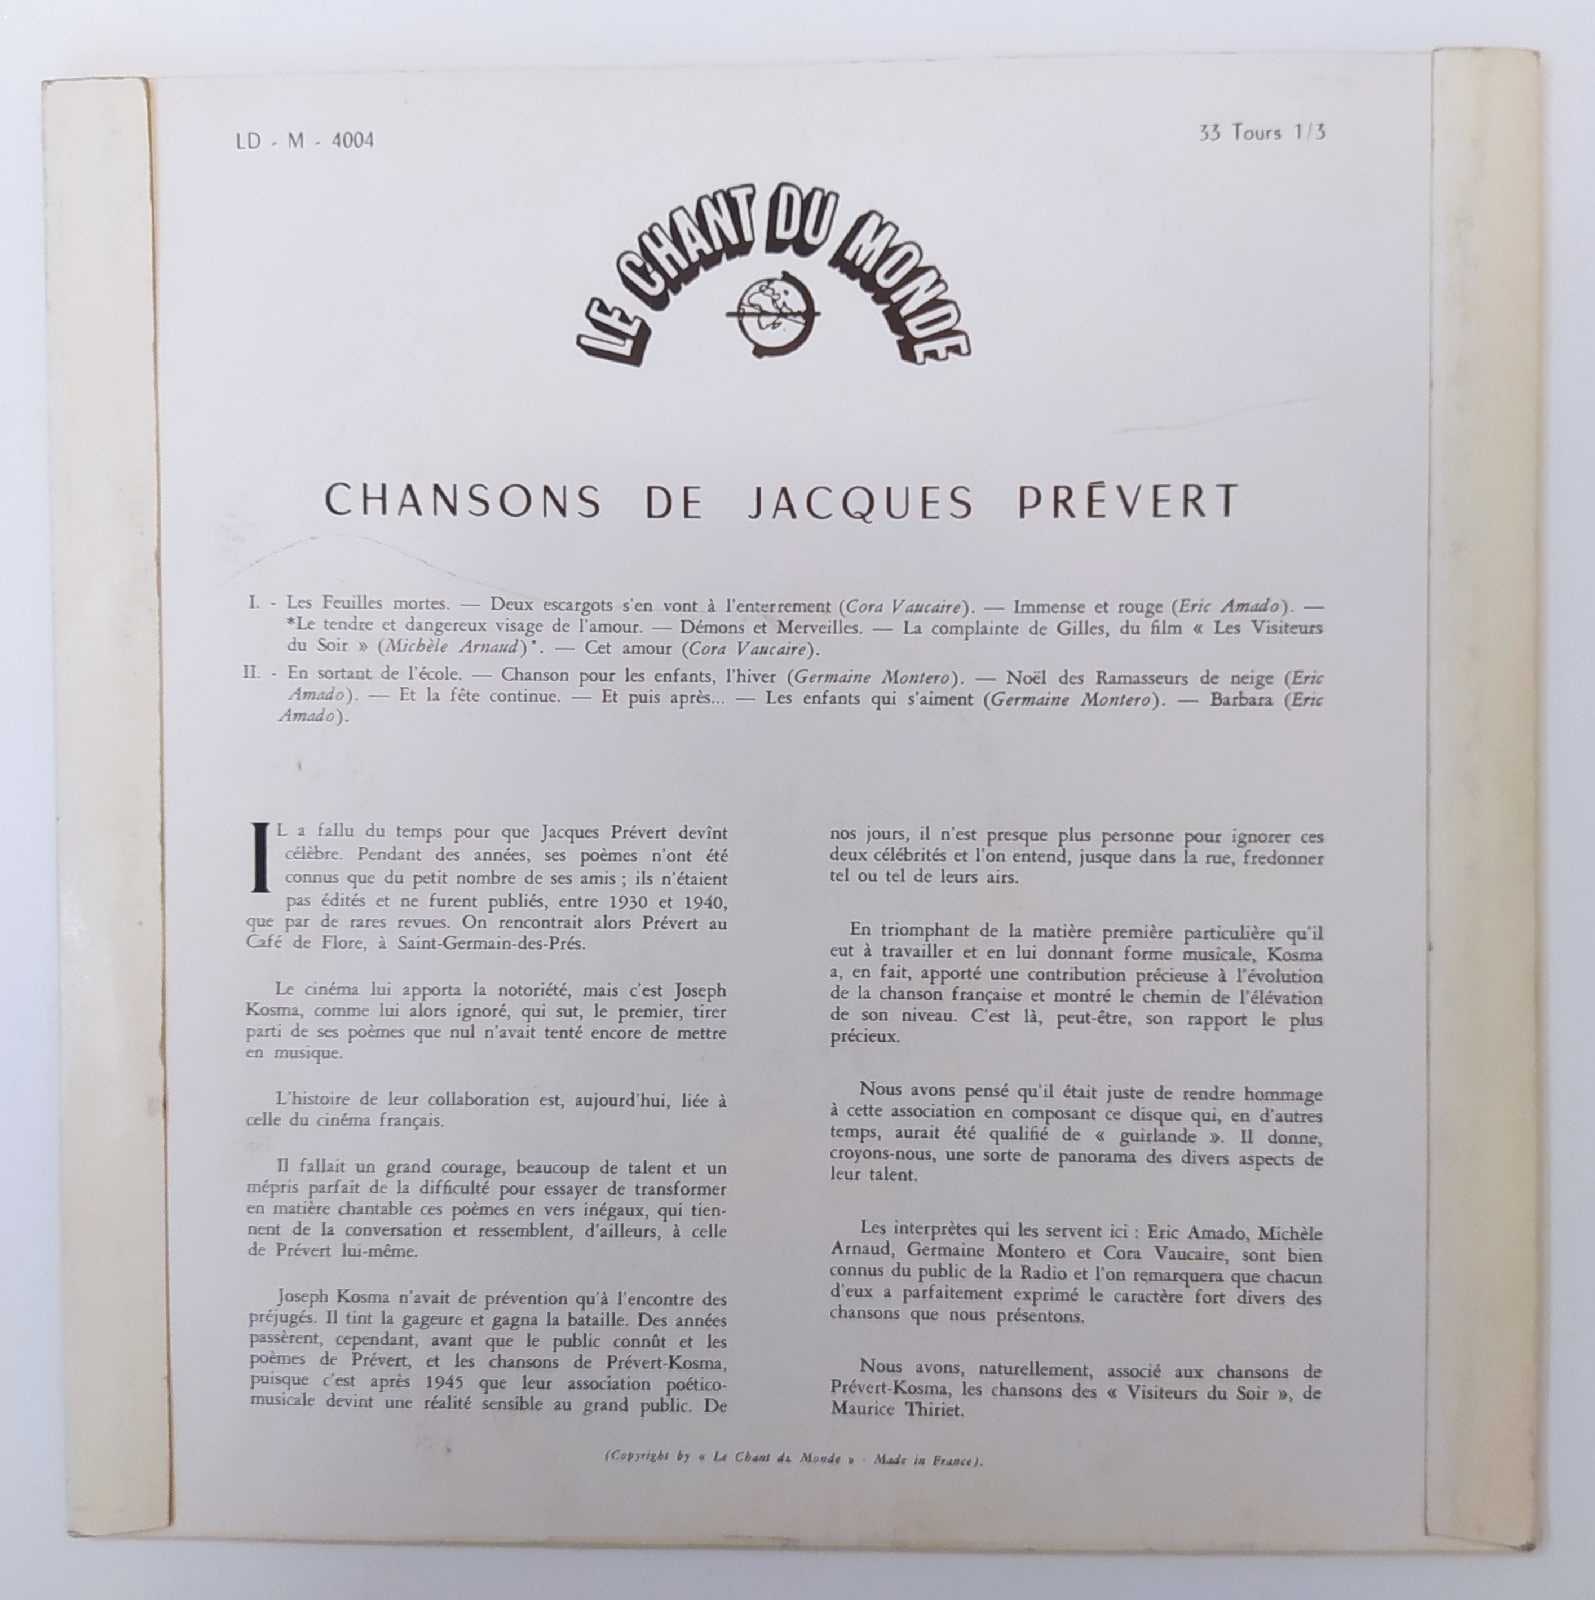 LD - M - 4004
33 Tours 1/3
LE CHANT DU MONDE
CHANSONS DE JACQUES PRÉVERT
I. - Les Feuilles mortes. — Deux escargots s'en vont à l'enterrement (Cora Vaucaire). — Immense et rouge (Eric Amado). —
*Le tendre et dangereux visage de l'amour. — Démons et Merveilles. — La complainte de Gilles, du film « Les Visiteurs
du Soir » (Michèle Arnaud)*. — Cet amour (Cora Vaucaire).
II. - En sortant de l'école. — Chanson pour les enfants, l'hiver (Germaine Montero). — Noël des Ramasseurs de neige (Eric
Amado). — Et la fête continue. — Et puis après... — Les enfants qui s'aiment (Germaine Montero). — Barbara (Eric
Amado).
IL a fallu du temps pour que Jacques Prévert devînt
célèbre. Pendant des années, ses poèmes n'ont été
connus que du petit nombre de ses amis ; ils n'étaient
pas édités et ne furent publiés, entre 1930 et 1940,
que par de rares revues. On rencontrait alors Prévert au
Café de Flore, à Saint-Germain-des-Prés.
Le cinéma lui apporta la notoriété, mais c'est Joseph
Kosma, comme lui alors ignoré, qui sut, le premier, tirer
parti de ses poèmes que nul n'avait tenté encore de mettre
en musique.
L'histoire de leur collaboration est, aujourd'hui, liée à
celle du cinéma français.
Il fallait un grand courage, beaucoup de talent et un
mépris parfait de la difficulté pour essayer de transformer
en matière chantable ces poèmes en vers inégaux, qui tien-
nent de la conversation et ressemblent, d'ailleurs, à celle
de Prévert lui-même.
Joseph Kosma n'avait de prévention qu'à l'encontre des
préjugés. Il tint la gageure et gagna la bataille. Des années
passèrent, cependant, avant que le public connût et les
poèmes de Prévert, et les chansons de Prévert-Kosma,
puisque c'est après 1945 que leur association poético-
musicale devint une réalité sensible au grand public. De
nos jours, il n'est presque plus personne pour ignorer ces
deux célébrités et l'on entend, jusque dans la rue, fredonner
tel ou tel de leurs airs.
En triomphant de la matière première particulière qu'il
eut à travailler et en lui donnant forme musicale, Kosma
a, en fait, apporté une contribution précieuse à l'évolution
de la chanson française et montré le chemin de l'élévation
de son niveau. C'est là, peut-être, son rapport le plus
précieux.
Nous avons pensé qu'il était juste de rendre hommage
à cette association en composant ce disque qui, en d'autres
temps, aurait été qualifié de « guirlande ». Il donne,
croyons-nous, une sorte de panorama des divers aspects de
leur talent.
Les interprètes qui les servent ici : Eric Amado, Michèle
Arnaud, Germaine Montero et Cora Vaucaire, sont bien
connus du public de la Radio et l'on remarquera que chacun
d'eux a parfaitement exprimé le caractère fort divers des
chansons que nous présentons.
Nous avons, naturellement, associé aux chansons de
Prévert-Kosma, les chansons des « Visiteurs du Soir », de
Maurice Thiriet.
(Copyright by « Le Chant du Monde » - Made in France).